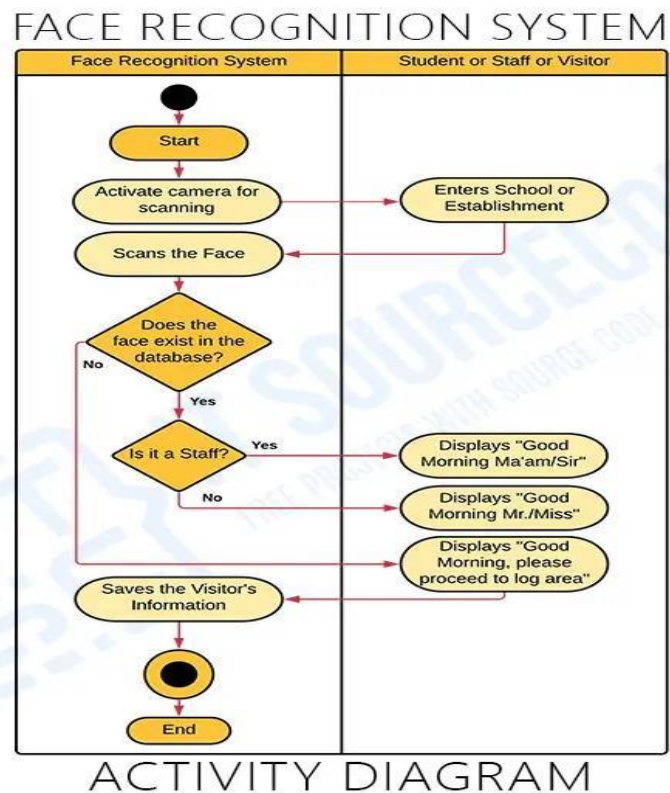 FACE RECOGNITION SYSTEM
Face Recognition System
Student or Staff or Visitor
Start
Activate camera for
scanning
Enters School or
Establishment
Scans the Face
Does the
face exist in the
database?
No
Yes
Is it a Staff?
Yes
No
Displays "Good
Morning Ma'am/Sir"
Displays "Good
Morning Mr./Miss"
Displays "Good
Morning, please
proceed to log area"
Saves the Visitor's
Information
End
ACTIVITY DIAGRAM